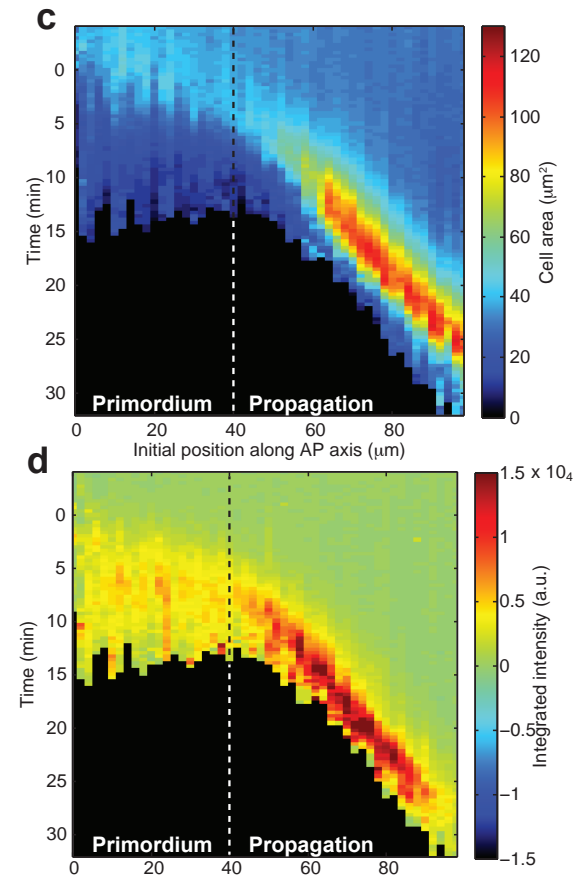 c
0
5
10
15
20
25
30
Time (min)
Primordium Propagation
0 20 40 60 80
Initial position along AP axis (μm)
120
100
80
60
40
20
0
Cell area (μm²)
d
0
5
10
15
20
25
30
Time (min)
Primordium Propagation
0 20 40 60 80
1.5 x 10₄
1
0.5
0
−0.5
−1
−1.5
Integrated intensity (a.u.)